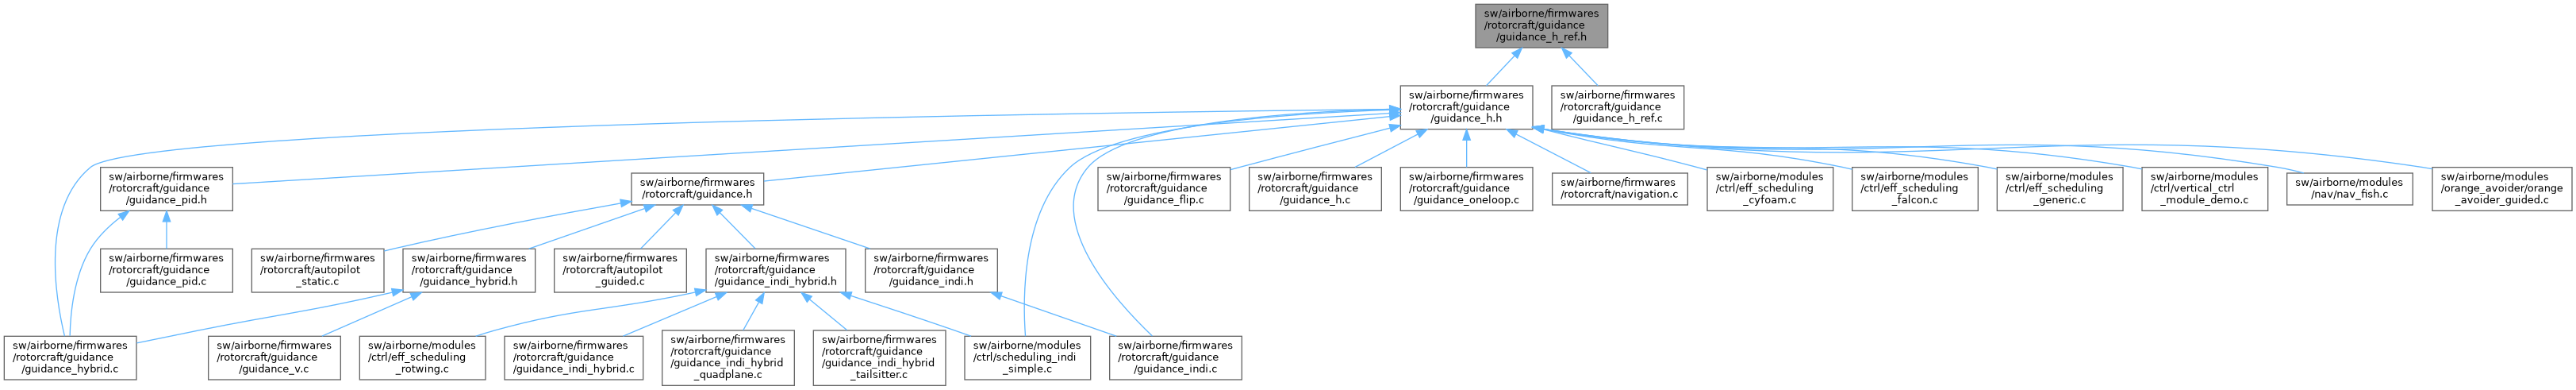 sw/airborne/firmwares
/rotorcraft/guidance
/guidance_h_ref.h
sw/airborne/firmwares
/rotorcraft/guidance
/guidance_h.h
sw/airborne/firmwares
/rotorcraft/guidance
/guidance_h_ref.c
sw/airborne/firmwares
/rotorcraft/guidance
/guidance_pid.h
sw/airborne/firmwares
/rotorcraft/guidance.h
sw/airborne/firmwares
/rotorcraft/guidance
/guidance_flip.c
sw/airborne/firmwares
/rotorcraft/guidance
/guidance_h.c
sw/airborne/firmwares
/rotorcraft/guidance
/guidance_oneloop.c
sw/airborne/firmwares
/rotorcraft/navigation.c
sw/airborne/modules
/ctrl/eff_scheduling
_cyfoam.c
sw/airborne/modules
/ctrl/eff_scheduling
_falcon.c
sw/airborne/modules
/ctrl/eff_scheduling
_generic.c
sw/airborne/modules
/ctrl/vertical_ctrl
_module_demo.c
sw/airborne/modules
/nav/nav_fish.c
sw/airborne/modules
/orange_avoider/orange
_avoider_guided.c
sw/airborne/firmwares
/rotorcraft/guidance
/guidance_pid.c
sw/airborne/firmwares
/rotorcraft/autopilot
_static.c
sw/airborne/firmwares
/rotorcraft/guidance
/guidance_hybrid.h
sw/airborne/firmwares
/rotorcraft/autopilot
_guided.c
sw/airborne/firmwares
/rotorcraft/guidance
/guidance_indi_hybrid.h
sw/airborne/firmwares
/rotorcraft/guidance
/guidance_indi.h
sw/airborne/firmwares
/rotorcraft/guidance
/guidance_hybrid.c
sw/airborne/firmwares
/rotorcraft/guidance
/guidance_v.c
sw/airborne/modules
/ctrl/eff_scheduling
_rotwing.c
sw/airborne/firmwares
/rotorcraft/guidance
/guidance_indi_hybrid.c
sw/airborne/firmwares
/rotorcraft/guidance
/guidance_indi_hybrid
_quadplane.c
sw/airborne/firmwares
/rotorcraft/guidance
/guidance_indi_hybrid
_tailsitter.c
sw/airborne/modules
/ctrl/scheduling_indi
_simple.c
sw/airborne/firmwares
/rotorcraft/guidance
/guidance_indi.c